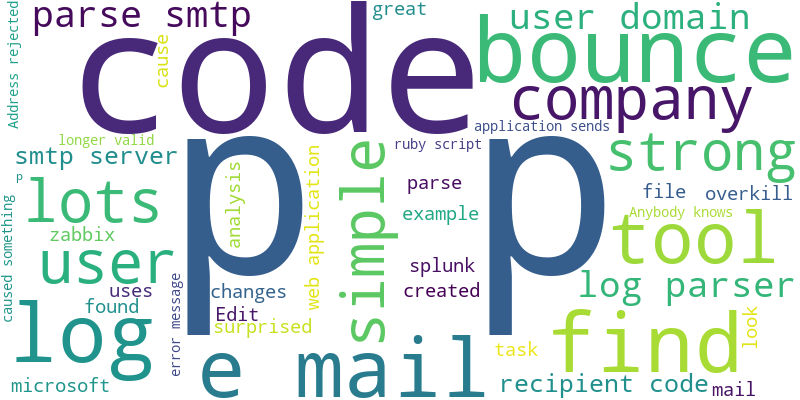 parse smtp
code
great
user domain
bounce
cause
Address rejected
company
longer valid
smtp server
p
p p
application sends
ruby script
strong
simple
web application
analysis
parse
file
overkill
lots
example
Anybody knows
tool
zabbix
user
caused something
splunk
log parser
uses
changes
created
found
Edit
surprised
error message
log
find
look
e mail
task
microsoft
recipient code
mail